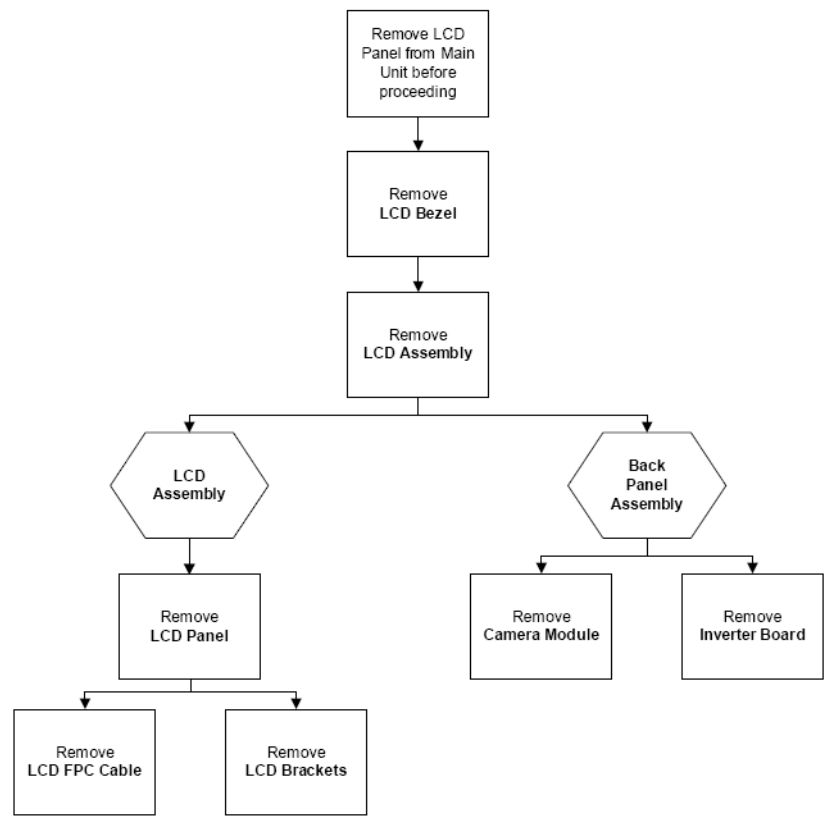 Remove LCD
Panel from Main
Unit before
proceeding
Remove
LCD Bezel
Remove
LCD Assembly
LCD
Assembly
Back
Panel
Assembly
Remove
LCD Panel
Remove
Camera Module
Remove
Inverter Board
Remove
LCD FPC Cable
Remove
LCD Brackets